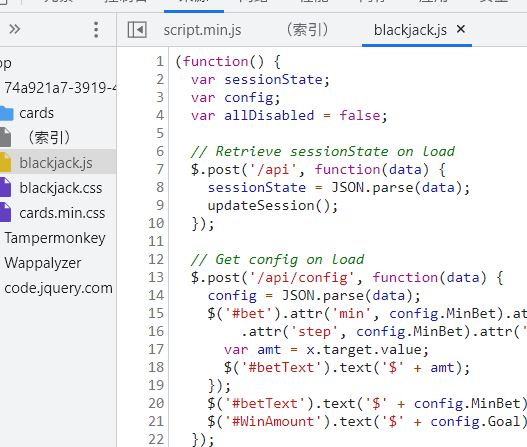 script.min.js （索引） blackjack.js ×
op
74a921a7-3919-4
cards
（索引）
blackjack.js
blackjack.css
cards.min.css
Tampermonkey
Wappalyzer
code.jquery.com
1 (function() {
2 var sessionState;
3 var config;
4 var allDisabled = false;
5
6 // Retrieve sessionState on load
7 $.post('/api', function(data) {
8 sessionState = JSON.parse(data);
9 updateSession();
10 });
11
12 // Get config on load
13 $.post('/api/config', function(data) {
14 config = JSON.parse(data);
15 $('#bet').attr('min', config.MinBet).at
16 .attr('step', config.MinBet).attr('
17 var amt = x.target.value;
18 $('#betText').text('$' + amt);
19 });
20 $('#betText').text('$' + config.MinBet)
21 $('#WinAmount').text('$' + config.Goal)
22 });